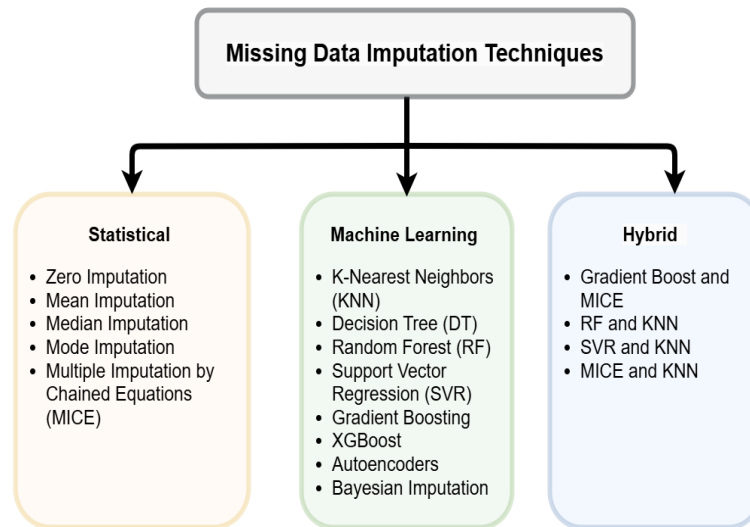 Missing Data Imputation Techniques
Statistical
• Zero Imputation
• Mean Imputation
• Median Imputation
• Mode Imputation
• Multiple Imputation by
Chained Equations
(MICE)
Machine Learning
• K-Nearest Neighbors
(KNN)
• Decision Tree (DT)
• Random Forest (RF)
• Support Vector
Regression (SVR)
• Gradient Boosting
• XGBoost
• Autoencoders
• Bayesian Imputation
Hybrid
• Gradient Boost and
MICE
• RF and KNN
• SVR and KNN
• MICE and KNN